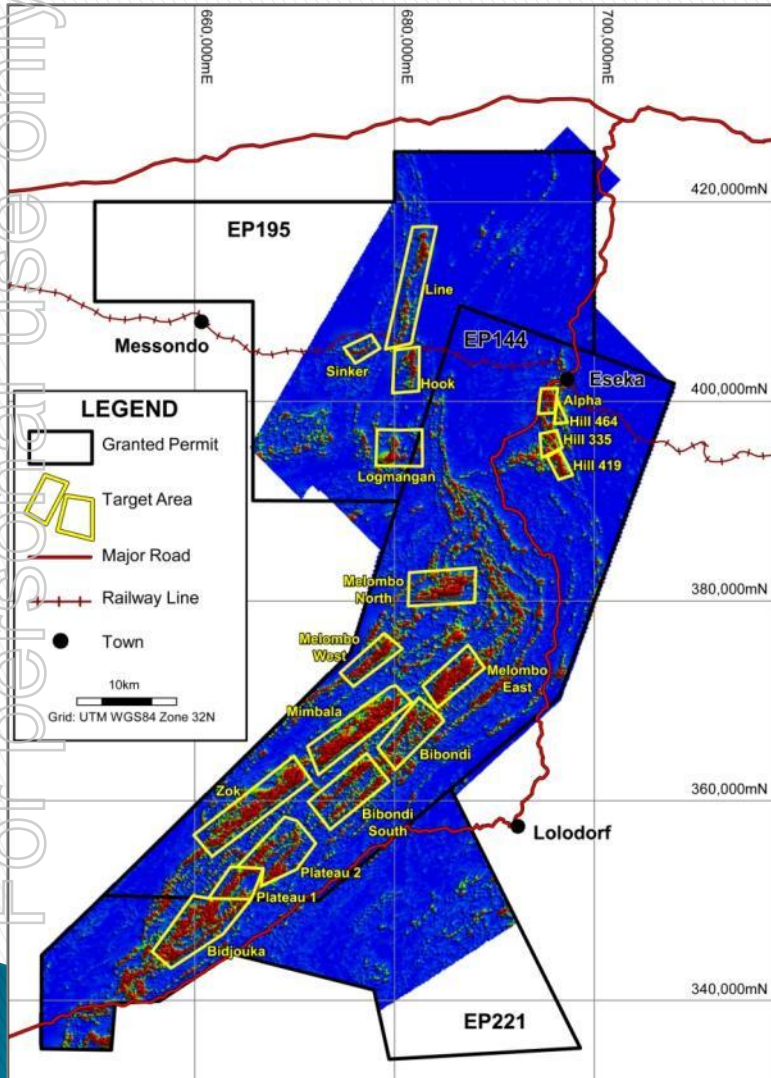 660,000mE
680,000mE
700,000mE
420,000mN
EP195
Line
EP144
Messondo
Sinker
Hook
Eseka
400,000mN
Alpha
Hill 464
Hill 335
Hill 419
Logmangan
LEGEND
Granted Permit
Target Area
Major Road
Railway Line
Town
10km
Grid: UTM WGS84 Zone 32N
Melombo
North
380,000mN
Melombo
West
Melombo
East
Mimbala
Bibondi
Zok
360,000mN
Bibondi
South
Lolodorf
Plateau 2
Plateau 1
Bidjouka
340,000mN
EP221
For personal use only